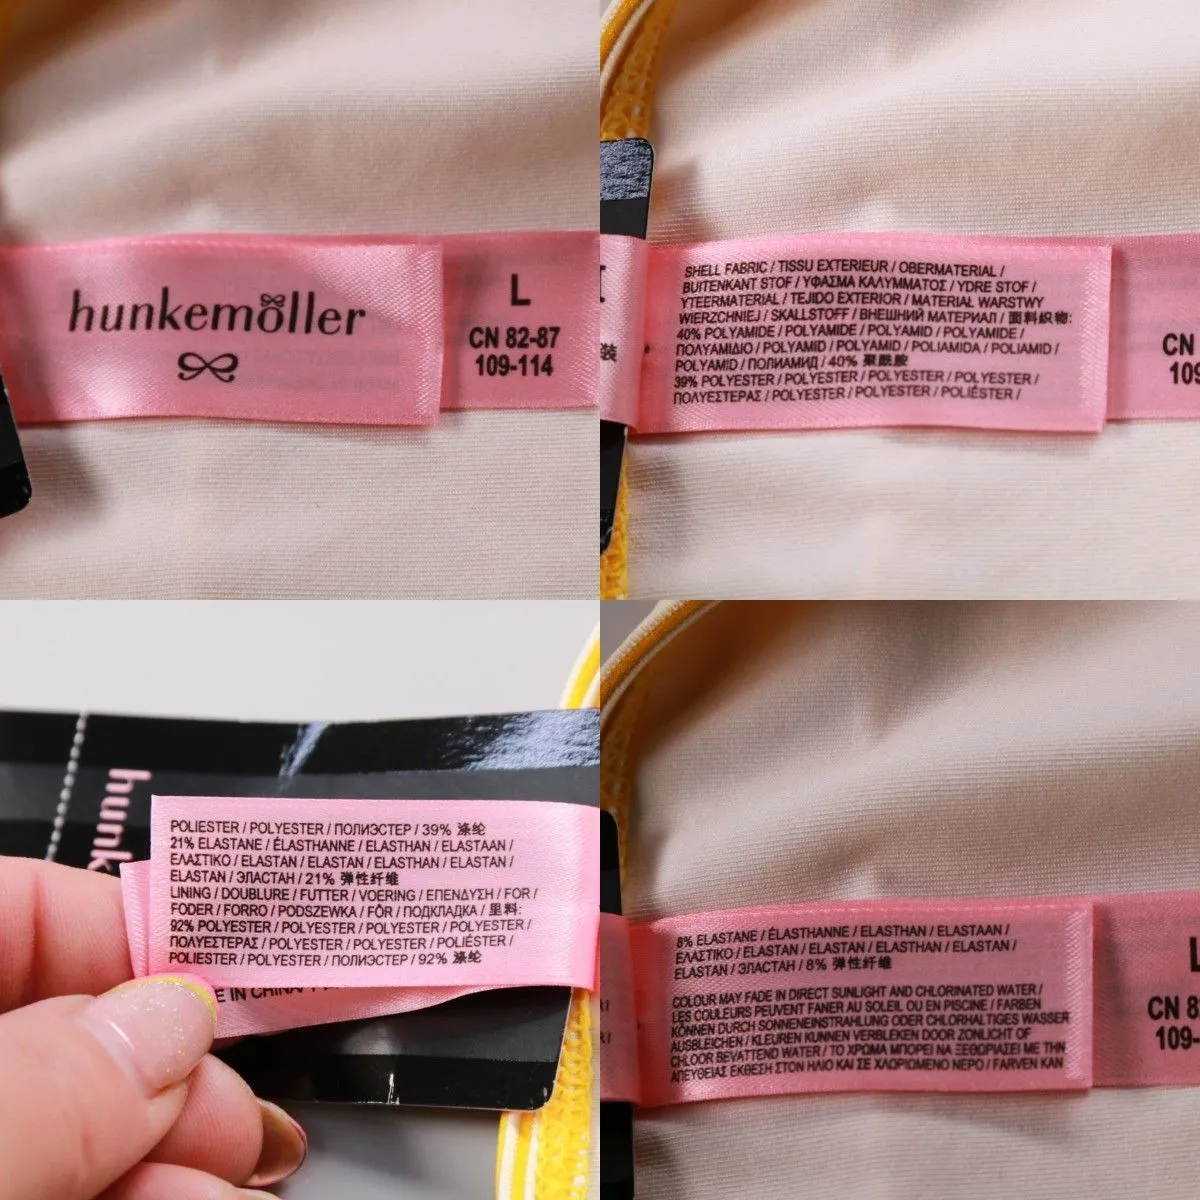 hunkemöller
L
CN 82-87
109-114
SHELL FABRIC / TISSU EXTERIEUR / OBERMATERIAL /
BUITENKANT STOF / ΥΦΑΣΜΑ ΚΑΛΥΜΜΑΤΟΣ / YDRE STOF /
YTEERMATERIAL / TEJIDO EXTERIOR / MATERIAŁ WARSTWY
WIERZCHNIEJ / SKALLSTOFF / ВНЕШНИЙ МАТЕРИАЛ / 面料织物:
40% POLYAMIDE / POLYAMIDE / POLYAMID / POLYAMIDE /
ΠΟΛΥΑΜΙΔΙΟ / POLYAMID / POLYAMID / POLIAMIDA / POLIAMID /
POLYAMID / ПОЛИАМИД / 40% 聚酰胺
39% POLYESTER / POLYESTER / POLYESTER / POLYESTER /
ΠΟΛΥΕΣΤΕΡΑΣ / POLYESTER / POLYESTER / POLIÉSTER /
装
CN
109
hunk
POLIESTER / POLYESTER / ПОЛИЭСТЕР / 39% 涤纶
21% ELASTANE / ÉLASTHANNE / ELASTHAN / ELASTAAN /
ΕΛΑΣΤΙΚΟ / ELASTAN / ELASTAN / ELASTHAN / ELASTAN /
ELASTAN / ЭЛАСТАН / 21% 弹性纤维
LINING / DOUBLURE / FUTTER / VOERING / ΕΠΕΝΔΥΣΗ / FOR /
FODER / FORRO / PODSZEWKA / FÔR / ПОДКЛАДКА / 里料:
92% POLYESTER / POLYESTER / POLYESTER / POLYESTER /
ΠΟΛΥΕΣΤΕΡΑΣ / POLYESTER / POLYESTER / POLIÉSTER /
POLIESTER / POLYESTER / ПОЛИЭСТЕР / 92% 涤纶
E IN CHINA
8% ELASTANE / ÉLASTHANNE / ELASTHAN / ELASTAAN /
ΕΛΑΣΤΙΚΟ / ELASTAN / ELASTAN / ELASTHAN / ELASTAN /
ELASTAN / ЭЛАСТАН / 8% 弹性纤维
COLOUR MAY FADE IN DIRECT SUNLIGHT AND CHLORINATED WATER /
LES COULEURS PEUVENT FANER AU SOLEIL OU EN PISCINE / FARBEN
KÖNNEN DURCH SONNENEINSTRAHLUNG ODER CHLORHALTIGES WASSER
AUSBLEICHEN / KLEUREN KUNNEN VERBLEKEN DOOR ZONLICHT OF
CHLOOR BEVATTEND WATER / ΤΟ ΧΡΩΜΑ ΜΠΟΡΕΙ ΝΑ ΞΕΘΩΡΙΑΣΕΙ ΜΕ ΤΗΝ
ΑΠΕΥΘΕΙΑΣ ΕΚΘΕΣΗ ΣΤΟΝ ΗΛΙΟ ΚΑΙ ΣΕ ΧΛΩΡΙΩΜΕΝΟ ΝΕΡΟ / FARVEN KAN
L
CN 8
109-